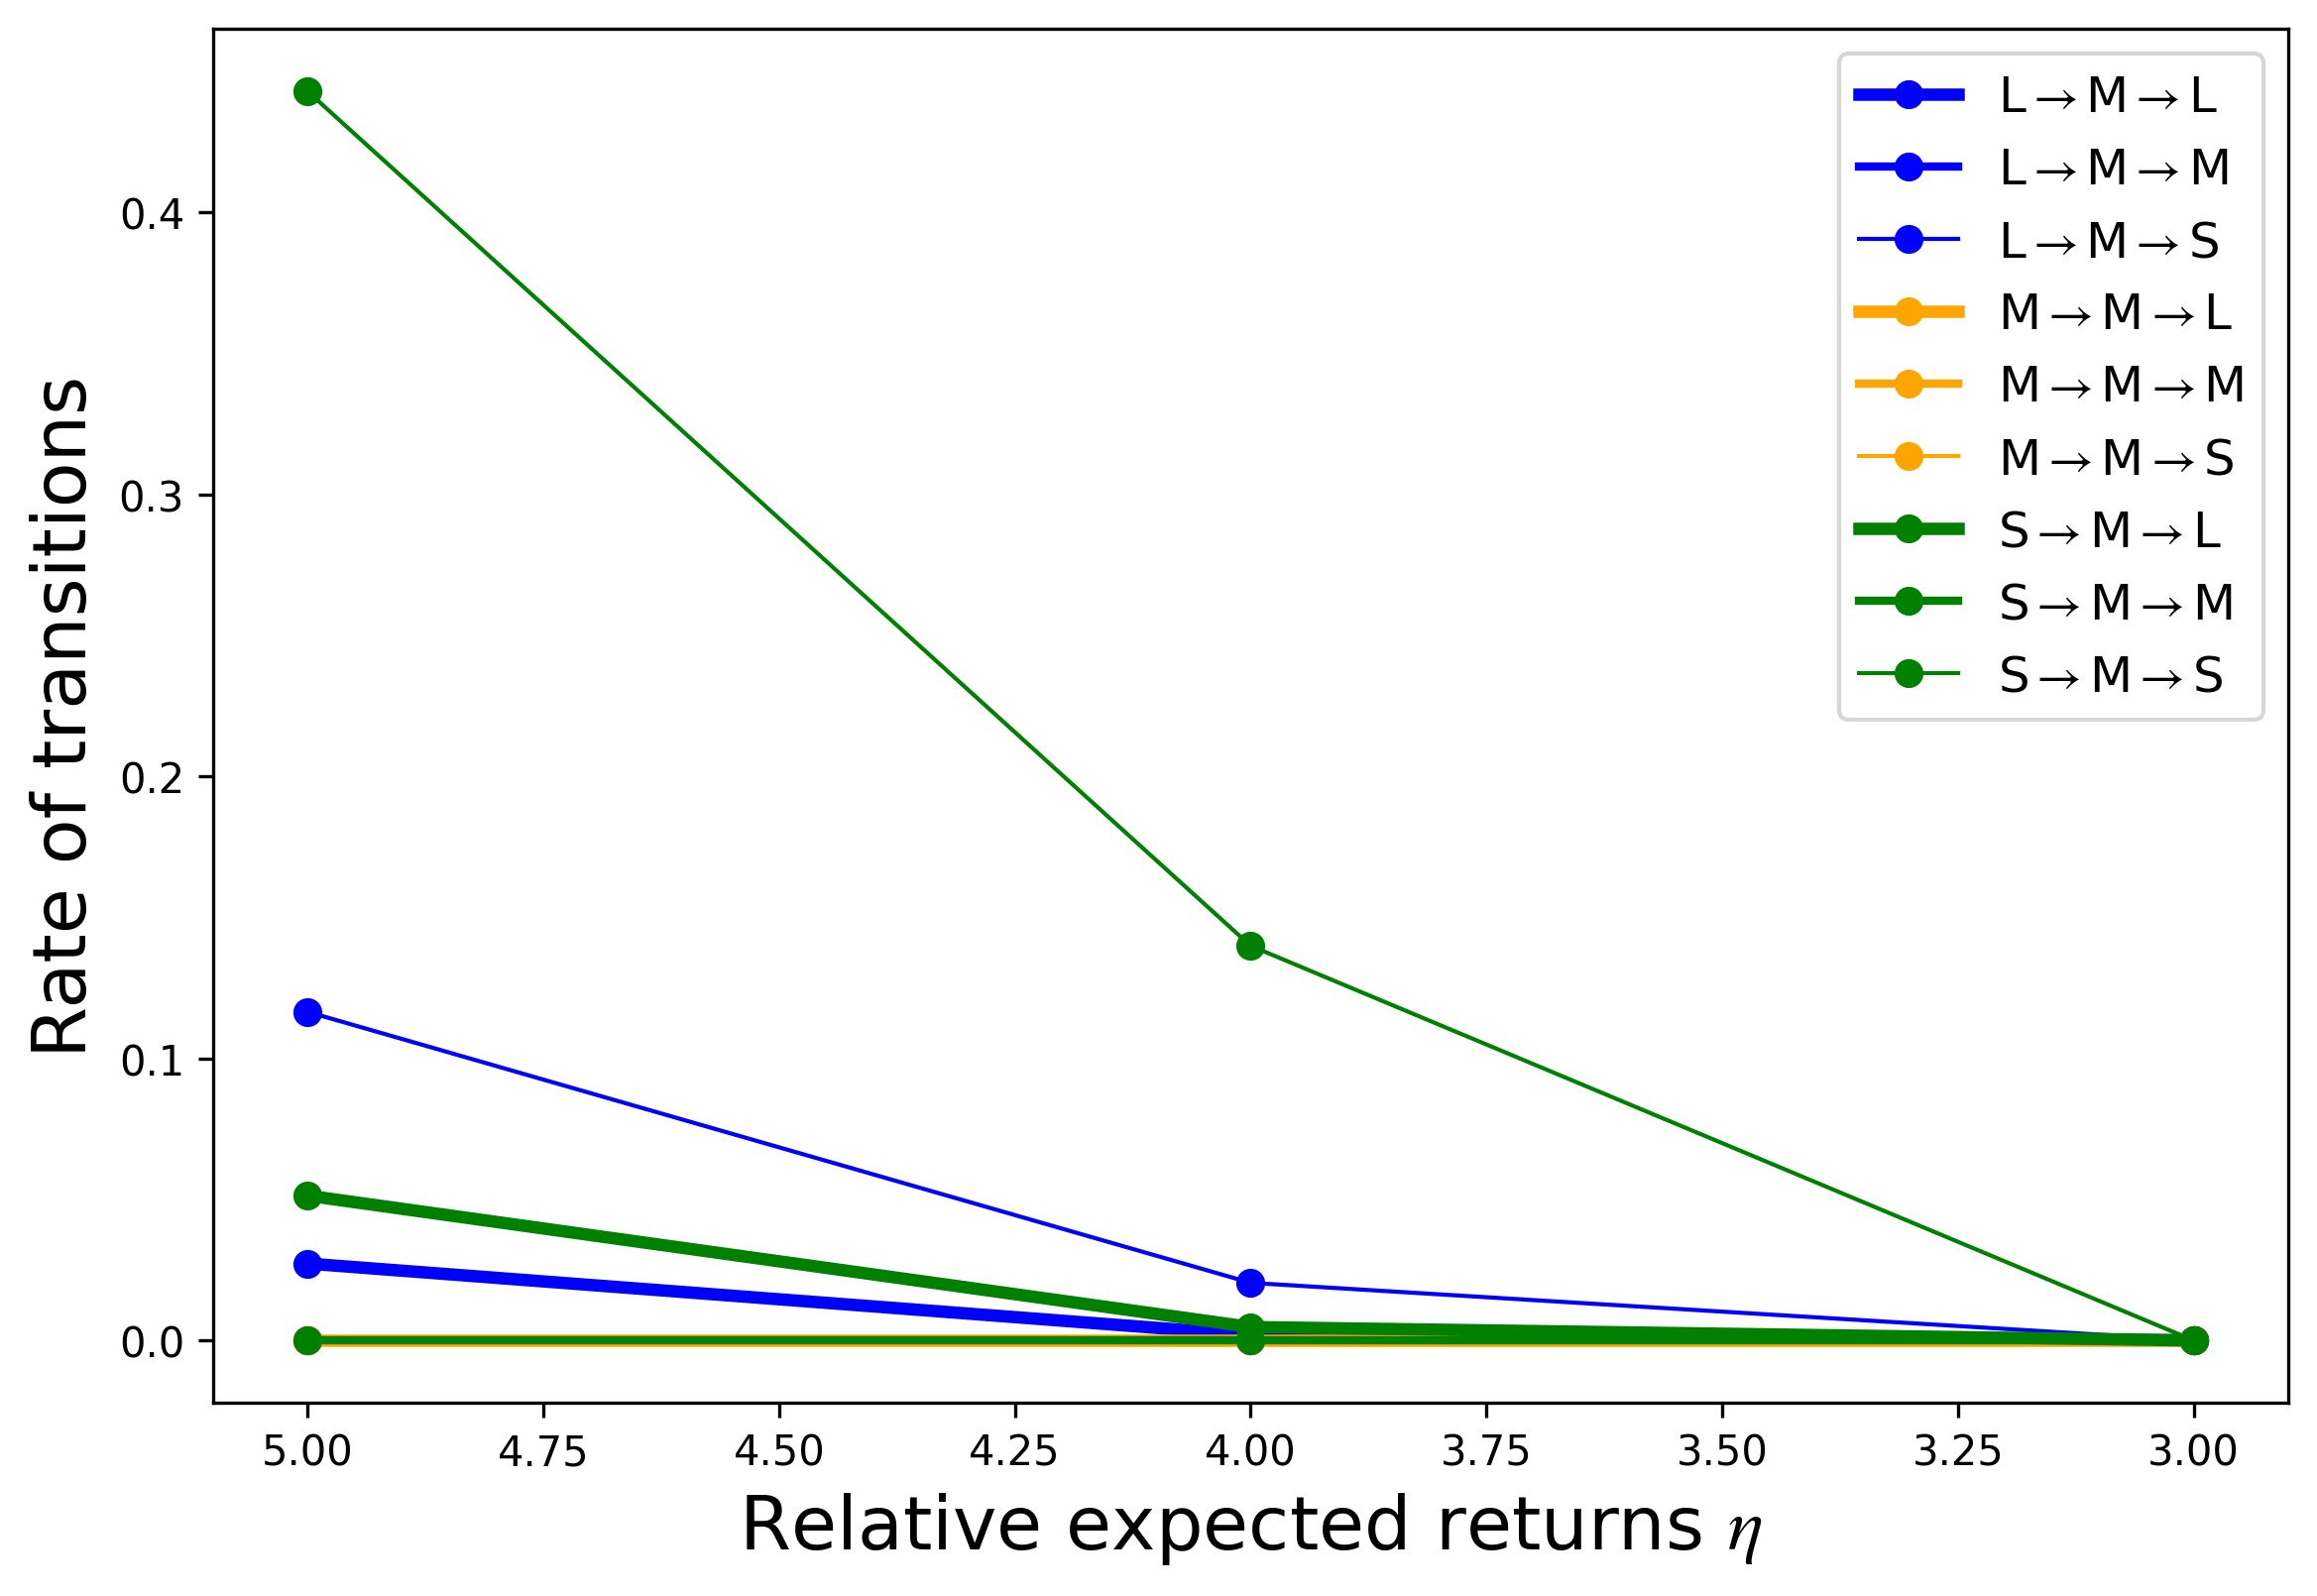 Rate of transitions
0.4
0.3
0.2
0.1
0.0
L→M→L
L→M→M
L→M→S
M→M→L
M→M→M
M→M→S
S→M→L
S→M→M
S→M→S
5.00 4.75 4.50 4.25 4.00 3.75 3.50 3.25 3.00
Relative expected returns η